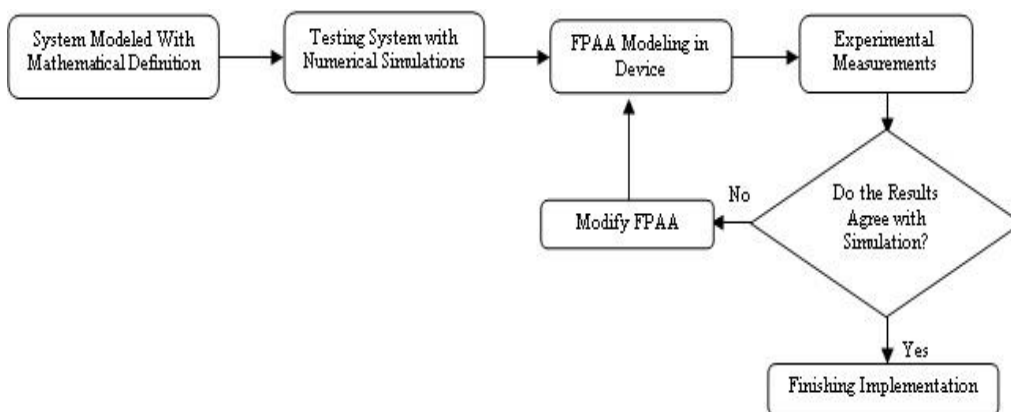 System Modeled With
Mathematical Definition
Testing System with
Numerical Simulations
FPAA Modeling in
Device
Experimental
Measurements
Do the Results
Agree with
Simulation?
No
Modify FPAA
Yes
Finishing Implementation